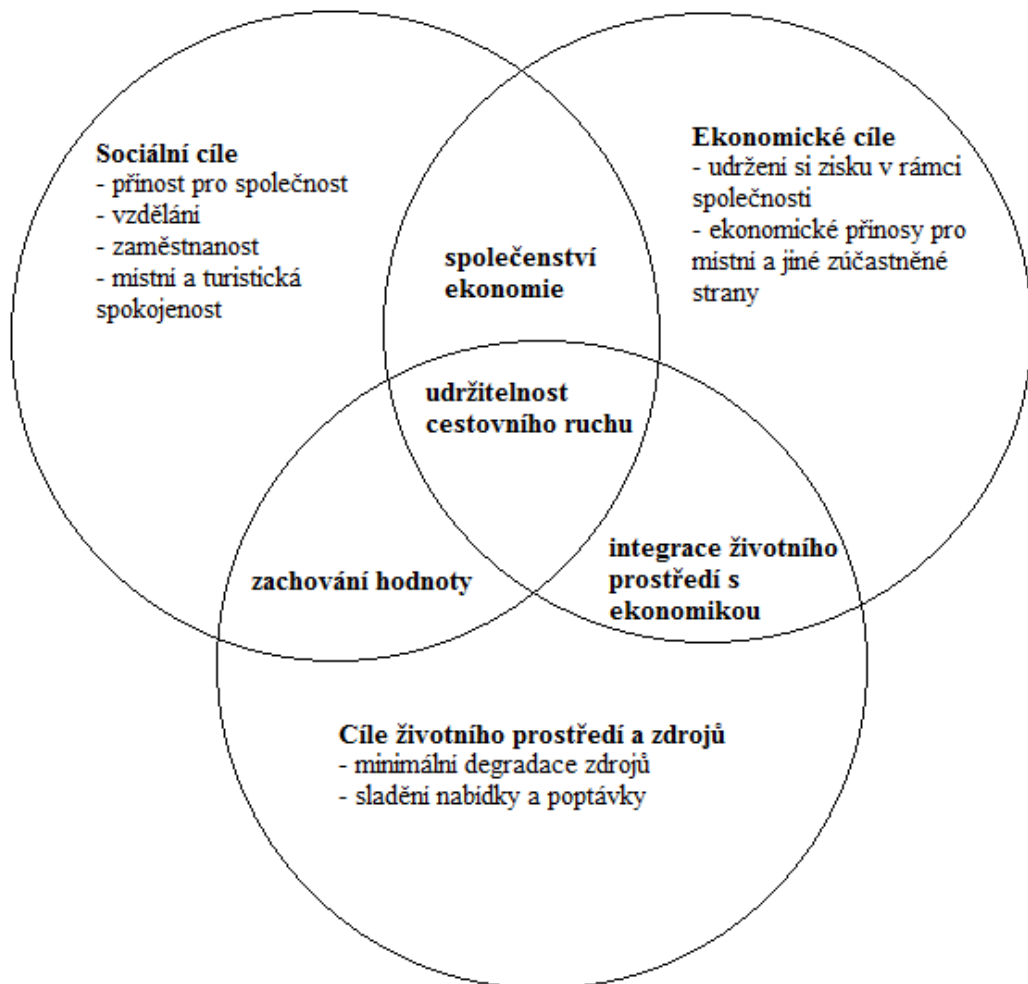 Sociální cíle
- přínost pro společnost
- vzdělání
- zaměstnanost
- místní a turistická
spokojenost
Ekonomické cíle
- udržení si zisku v rámci
společnosti
- ekonomické přínosy pro
místní a jiné zúčastněné
strany
společenství
ekonomie
udržitelnost
cestovního ruchu
zachování hodnoty
integrace životního
prostředí s
ekonomikou
Cíle životního prostředí a zdrojů
- minimální degradace zdrojů
- sladění nabídky a poptávky